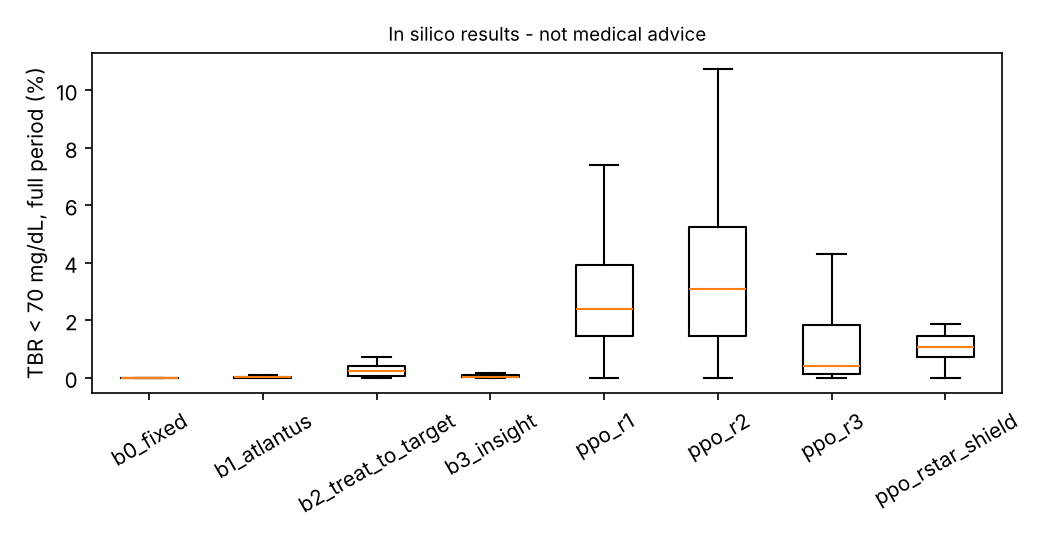 In silico results - not medical advice
TBR < 70 mg/dL, full period (%)
10
8
6
4
2
0
b0_fixed
b1_atlantus
b2_treat_to_target
b3_insight
ppo_r1
ppo_r2
ppo_r3
ppo_rstar_shield